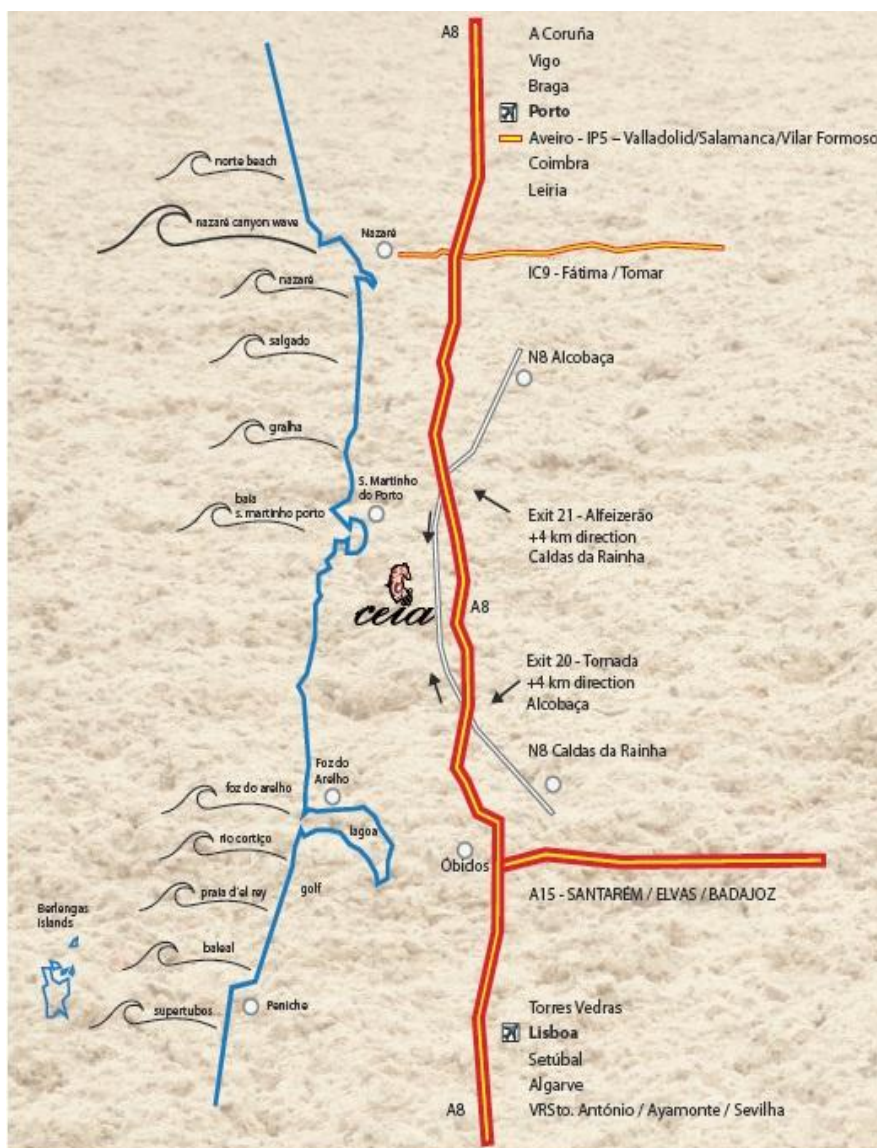 A8
A Coruña
Vigo
Braga
Porto
Aveiro - IP5 – Valladolid/Salamanca/Vilar Formoso
Coimbra
Leiria
norte beach
nazaré canyon wave
Nazaré
nazaré
IC9 - Fátima / Tomar
salgado
N8 Alcobaça
gralha
S. Martinho
do Porto
baia
s. martinho porto
Exit 21 - Alfeizerão
+4 km direction
Caldas da Rainha
ceia
A8
Exit 20 - Tornada
+4 km direction
Alcobaça
N8 Caldas da Rainha
Foz do
Arelho
foz do arelho
lagoa
rio cortiço
Óbidos
praia d'el rey
golf
A15 - SANTARÉM / ELVAS / BADAJOZ
Berlengas
islands
baleal
Peniche
supertubos
Torres Vedras
Lisboa
Setúbal
Algarve
A8
VRSto. António / Ayamonte / Sevilha